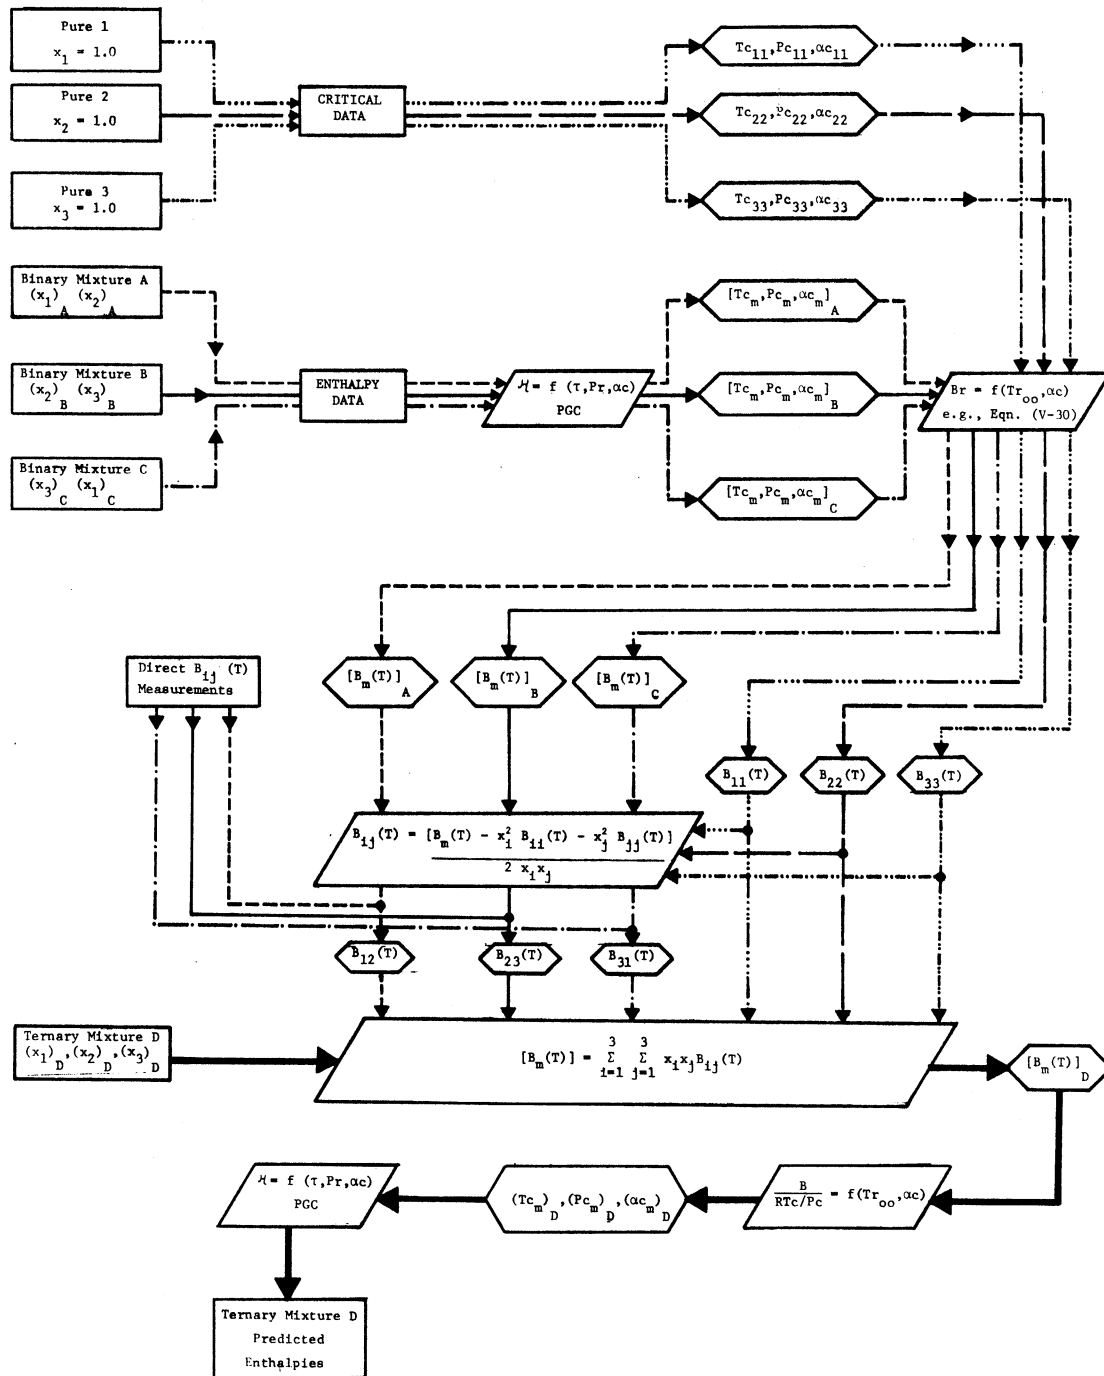 Pure 1
x1 = 1.0
Pure 2
x2 = 1.0
Pure 3
x3 = 1.0
CRITICAL
DATA
Tc11,Pc11,αc11
Tc22,Pc22,αc22
Tc33,Pc33,αc33
Binary Mixture A
(x1)A (x2)A
Binary Mixture B
(x2)B (x3)B
Binary Mixture C
(x3)C (x1)C
ENTHALPY
DATA
H = f (τ,Pr,αc)
PGC
[Tcm,Pcm,αcm]A
[Tcm,Pcm,αcm]B
[Tcm,Pcm,αcm]C
Br = f(Troo,αc)
e.g., Eqn. (V-30)
Direct Bij (T)
Measurements
[Bm(T)]A
[Bm(T)]B
[Bm(T)]C
B11(T)
B22(T)
B33(T)
Bij(T) = [Bm(T) - xi² Bii(T) - xj² Bjj(T)]
2 xixj
B12(T)
B23(T)
B31(T)
Ternary Mixture D
(x1)D,(x2)D,(x3)D
3 3
[Bm(T)] = Σ Σ xixjBij(T)
i=1 j=1
[Bm(T)]D
H = f (τ,Pr,αc)
PGC
(Tcm)D,(Pcm)D,(αcm)D
B
RTc/Pc = f(Troo,αc)
Ternary Mixture D
Predicted
Enthalpies